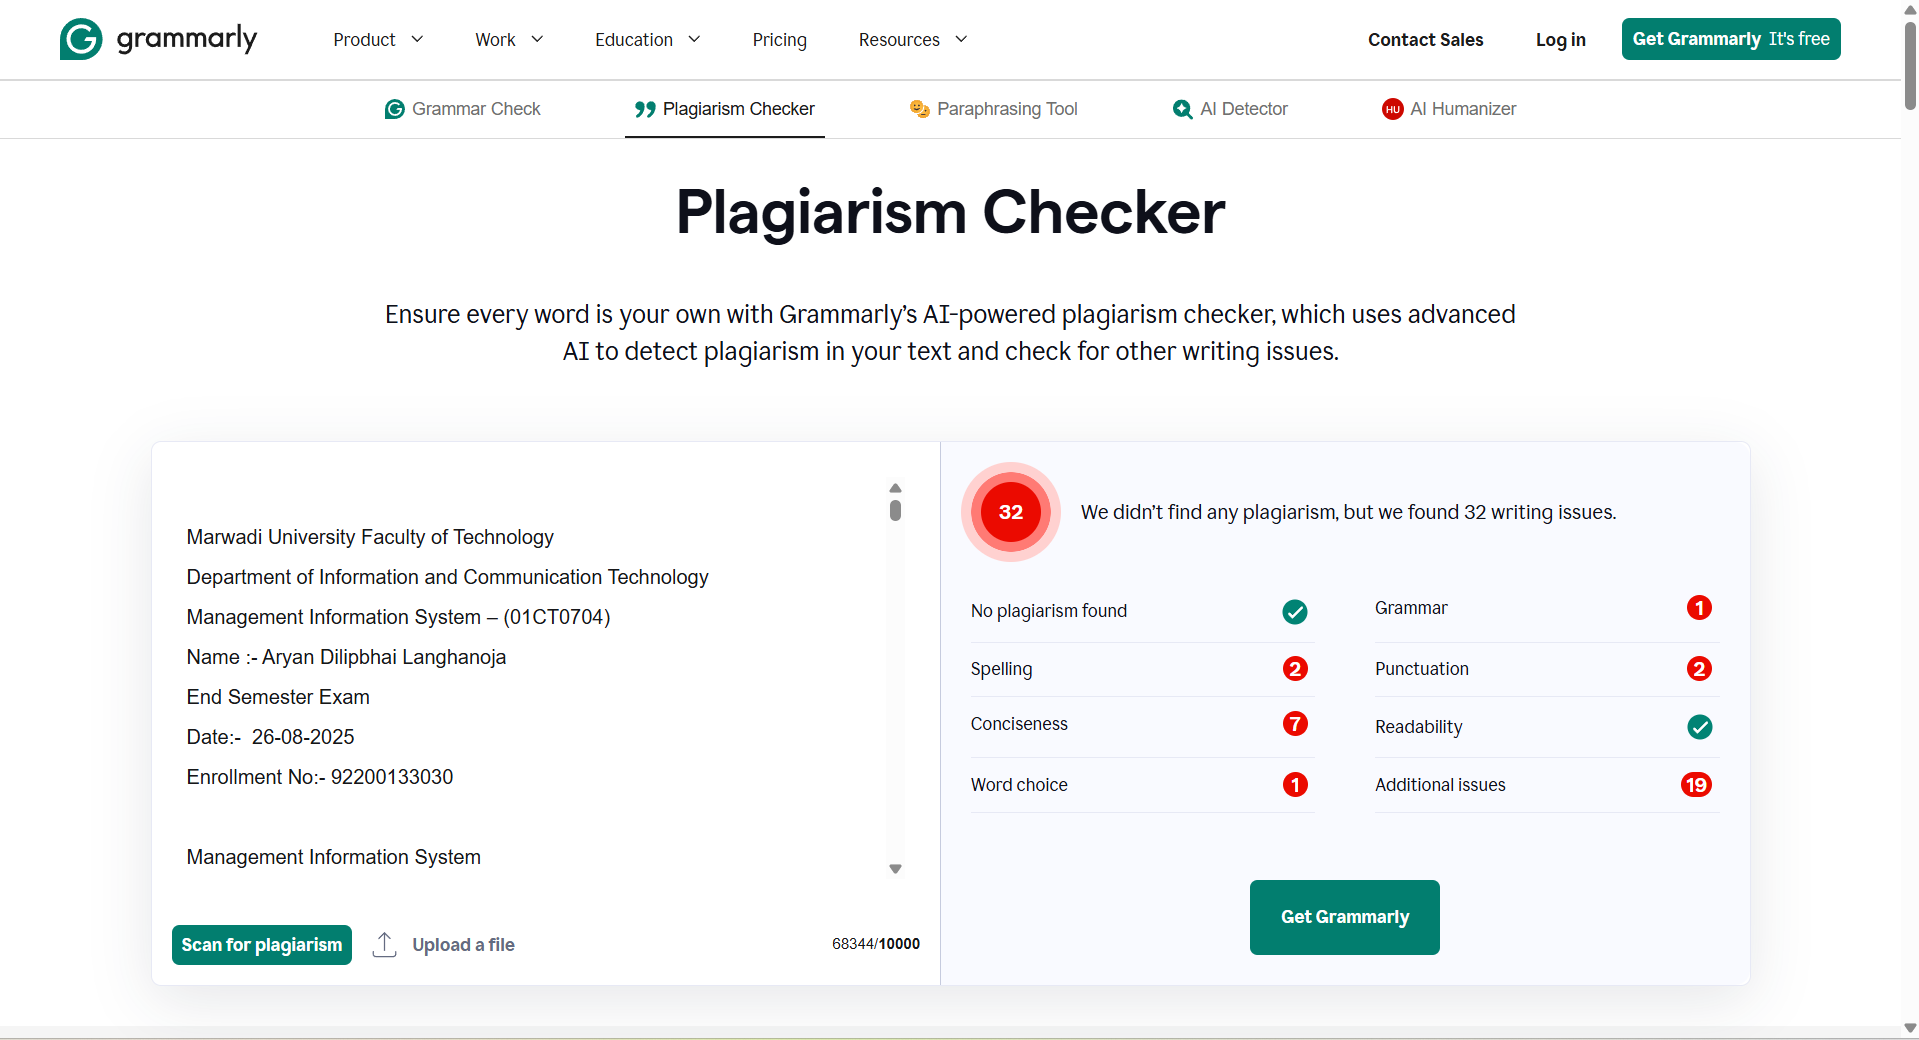 grammarly
Product
Work
Education
Pricing
Resources
Contact Sales
Log in
Get Grammarly It's free
Grammar Check
Plagiarism Checker
Paraphrasing Tool
AI Detector
HU AI Humanizer
Plagiarism Checker
Ensure every word is your own with Grammarly’s AI-powered plagiarism checker, which uses advanced
AI to detect plagiarism in your text and check for other writing issues.
Marwadi University Faculty of Technology
Department of Information and Communication Technology
Management Information System – (01CT0704)
Name :- Aryan Dilipbhai Langhanoja
End Semester Exam
Date:-  26-08-2025
Enrollment No:- 92200133030
Management Information System
Scan for plagiarism
Upload a file
68344/10000
32
We didn’t find any plagiarism, but we found 32 writing issues.
No plagiarism found
Grammar 1
Spelling 2
Punctuation 2
Conciseness 7
Readability
Word choice 1
Additional issues 19
Get Grammarly